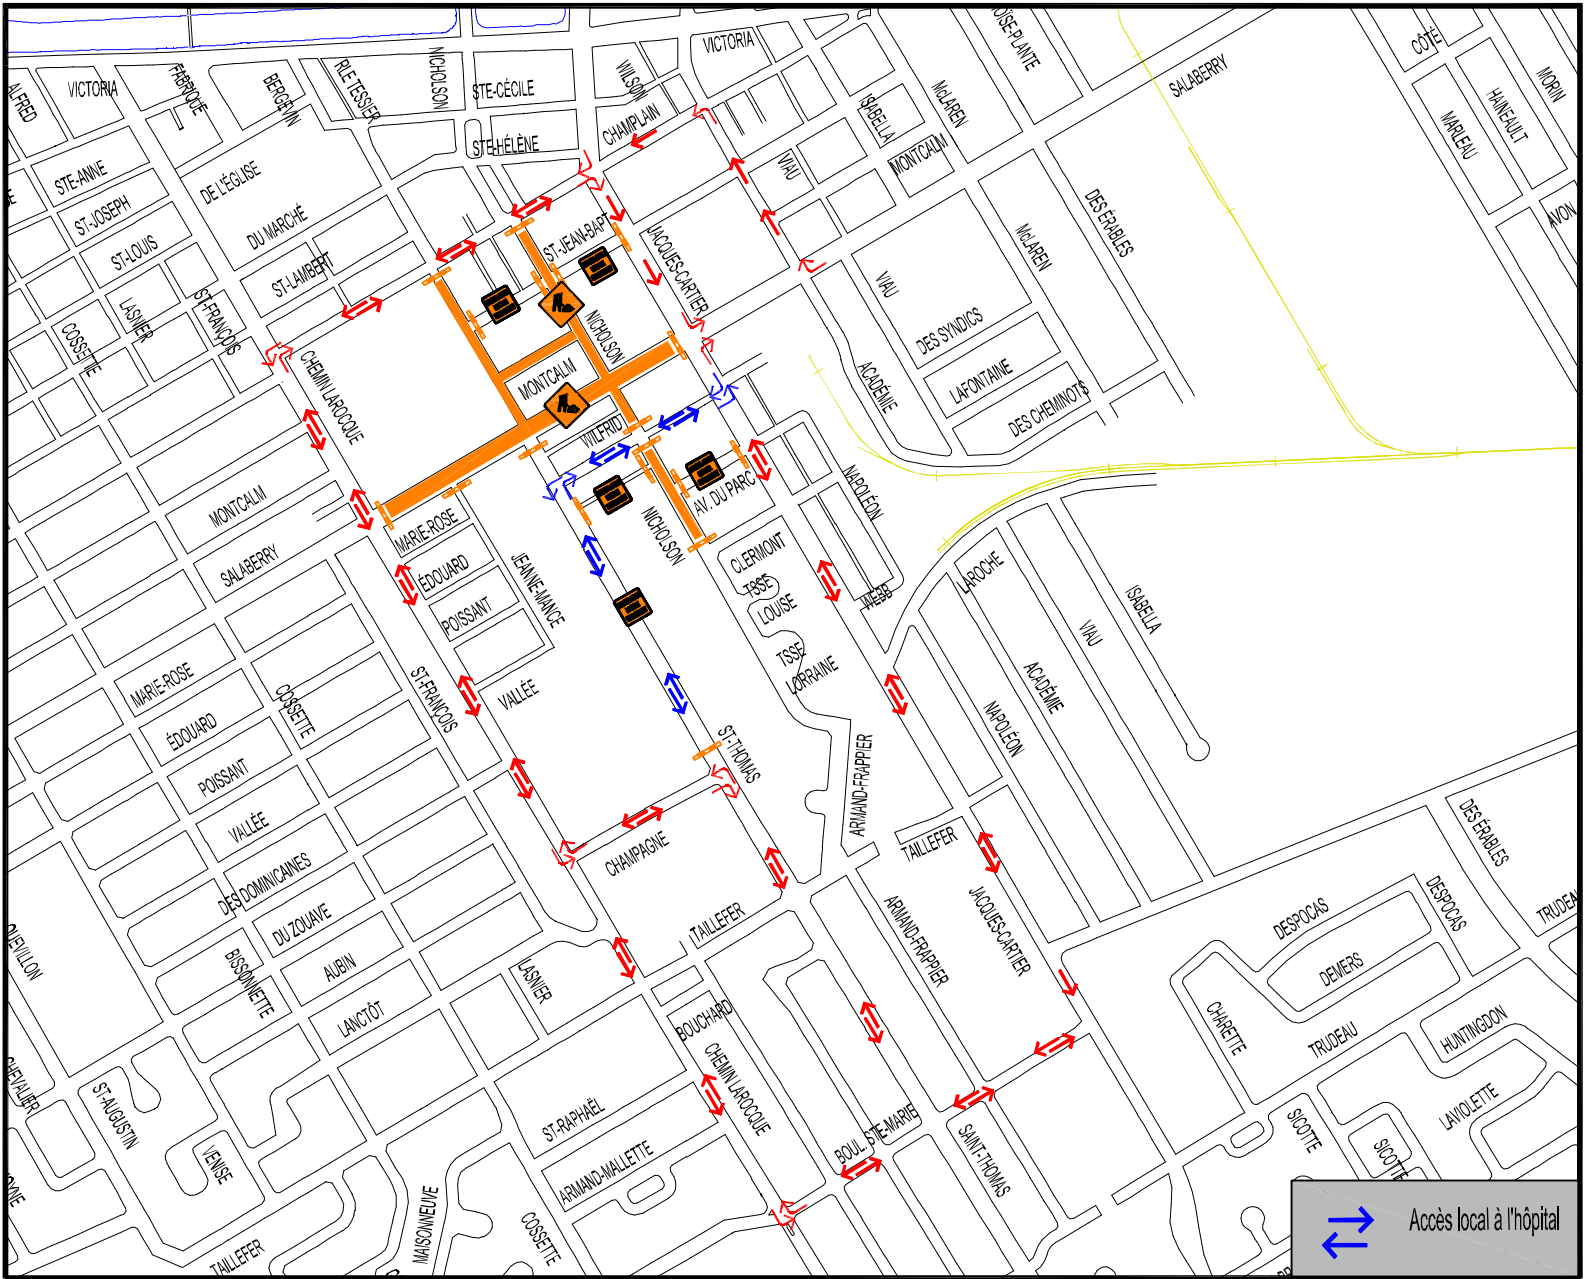 ALFRED
VICTORIA
FABRIQUE
BERGEVIN
RLE TESSIER
NICHOLSON
STE-CÉCILE
STE-HÉLÈNE
WILSON
VICTORIA
CHAMPLAIN
ISABELLA
McLAREN
MONTCALM
VIAU
SALABERRY
CÔTÉ
MORIN
HAINEAULT
MARLEAU
AVON
STE-ANNE
ST-JOSEPH
ST-LOUIS
DE L'ÉGLISE
DU MARCHÉ
ST-LAMBERT
LASNIER
ST-FRANÇOIS
COSSETTE
ST-JEAN-BAPT
JACQUES-CARTIER
McLAREN
DES ÉRABLES
VIAU
DES SYNDICS
ACADÉMIE
LAFONTAINE
DES CHEMINOTS
CHEMIN LAROCQUE
NICHOLSON
MONTCALM
WILFRID
MONTCALM
SALABERRY
MARIE-ROSE
ÉDOUARD
POISSANT
JEANNE-MANCE
NICHOLSON
AV. DU PARC
NAPOLÉON
CLERMONT
TSSE
LOUISE
TSSE
LORRAINE
WEBB
LAROCHE
ISABELLA
VIAU
ACADÉMIE
NAPOLÉON
MARIE-ROSE
ÉDOUARD
POISSANT
VALLÉE
COSSETTE
ST-FRANÇOIS
VALLÉE
ST-THOMAS
ARMAND-FRAPPIER
CHAMPAGNE
TAILLEFER
DES ÉRABLES
DES DOMINICAINES
DU ZOUAVE
AUBIN
LANCTÔT
BISSONNETTE
LASNIER
TAILLEFER
ARMAND-FRAPPIER
JACQUES-CARTIER
DESPOCAS
DESPOCAS
DEMERS
CHARETTE
TRUDEAU
HUNTINGDON
BOUCHARD
CHEMIN LAROCQUE
CHEVALIER
ST-AUGUSTIN
VENISE
ST-RAPHAËL
ARMAND-MALLETTE
BOUL. STE-MARIE
SAINT-THOMAS
SICOTTE
SICOTTE
LAVIOLETTE
TAILLEFER
MAISONNEUVE
COSSETTE
Accès local à l'hôpital